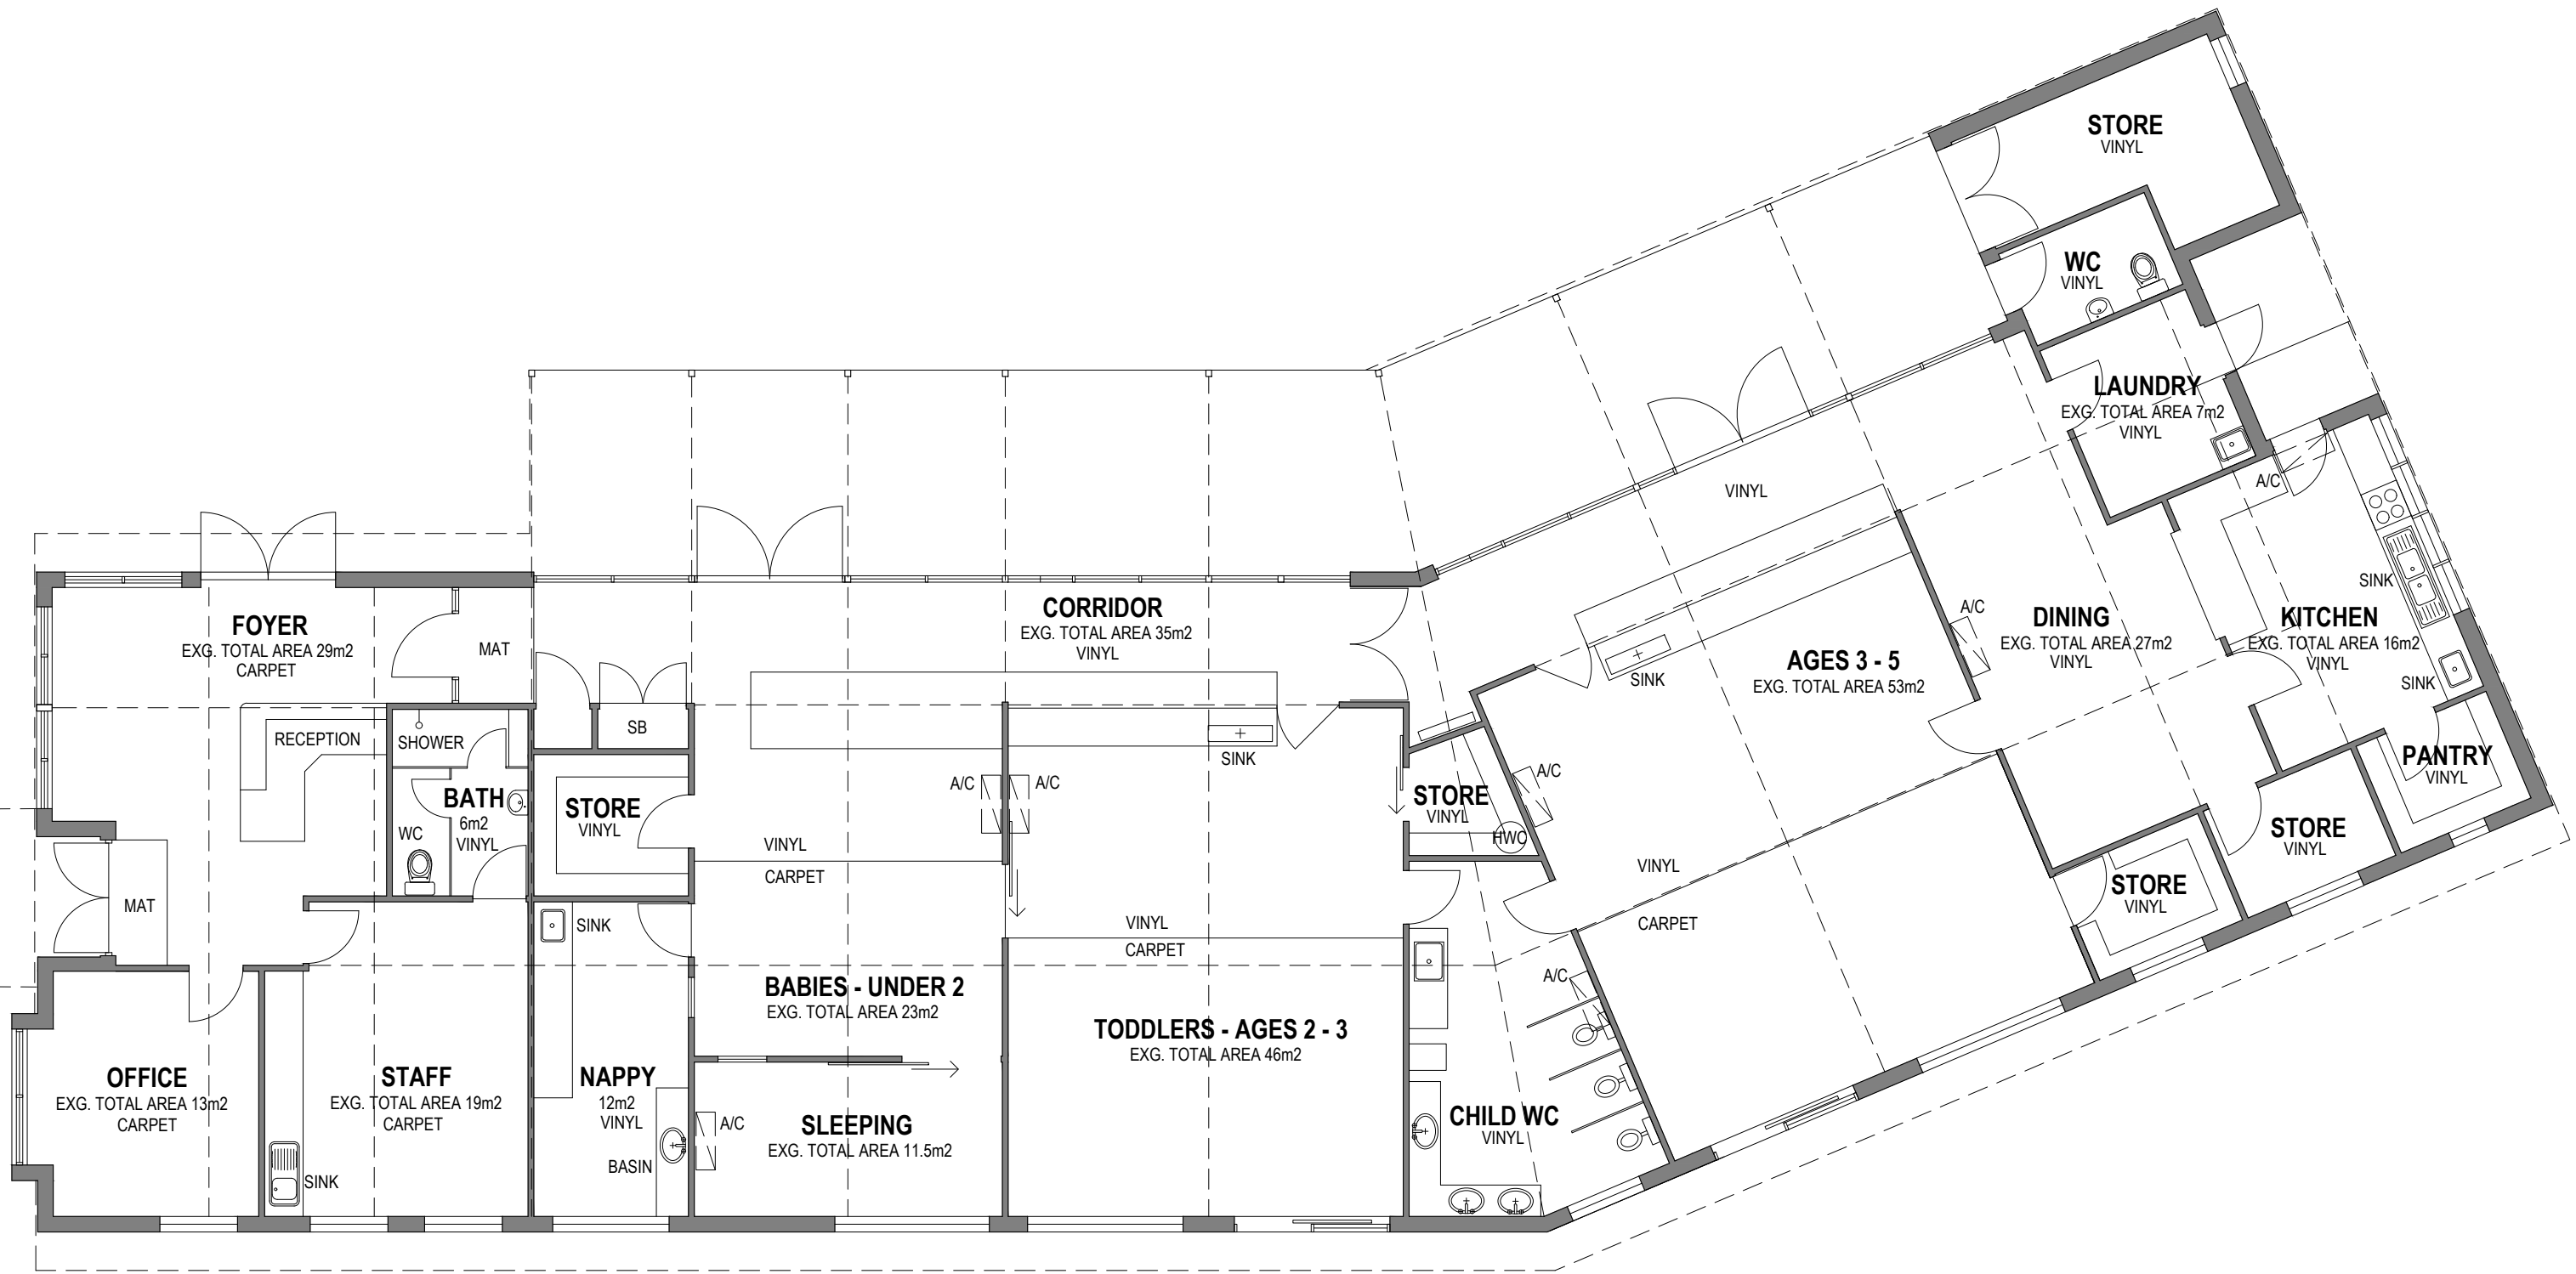 STORE
VINYL
WC
VINYL
LAUNDRY
EXG. TOTAL AREA 7m2
VINYL
A/C
VINYL
FOYER
EXG. TOTAL AREA 29m2
CARPET
MAT
CORRIDOR
EXG. TOTAL AREA 35m2
VINYL
SINK
A/C
DINING
EXG. TOTAL AREA 27m2
VINYL
KITCHEN
EXG. TOTAL AREA 16m2
VINYL
SINK
SINK
AGES 3 - 5
EXG. TOTAL AREA 53m2
RECEPTION
SHOWER
SB
SINK
PANTRY
VINYL
BATH
6m2
VINYL
WC
STORE
VINYL
A/C
A/C
STORE
VINYL
HWC
A/C
STORE
VINYL
VINYL
CARPET
VINYL
CARPET
STORE
VINYL
MAT
SINK
VINYL
CARPET
BABIES - UNDER 2
EXG. TOTAL AREA 23m2
A/C
TODDLERS - AGES 2 - 3
EXG. TOTAL AREA 46m2
OFFICE
EXG. TOTAL AREA 13m2
CARPET
STAFF
EXG. TOTAL AREA 19m2
CARPET
SINK
NAPPY
12m2
VINYL
BASIN
A/C
SLEEPING
EXG. TOTAL AREA 11.5m2
CHILD WC
VINYL